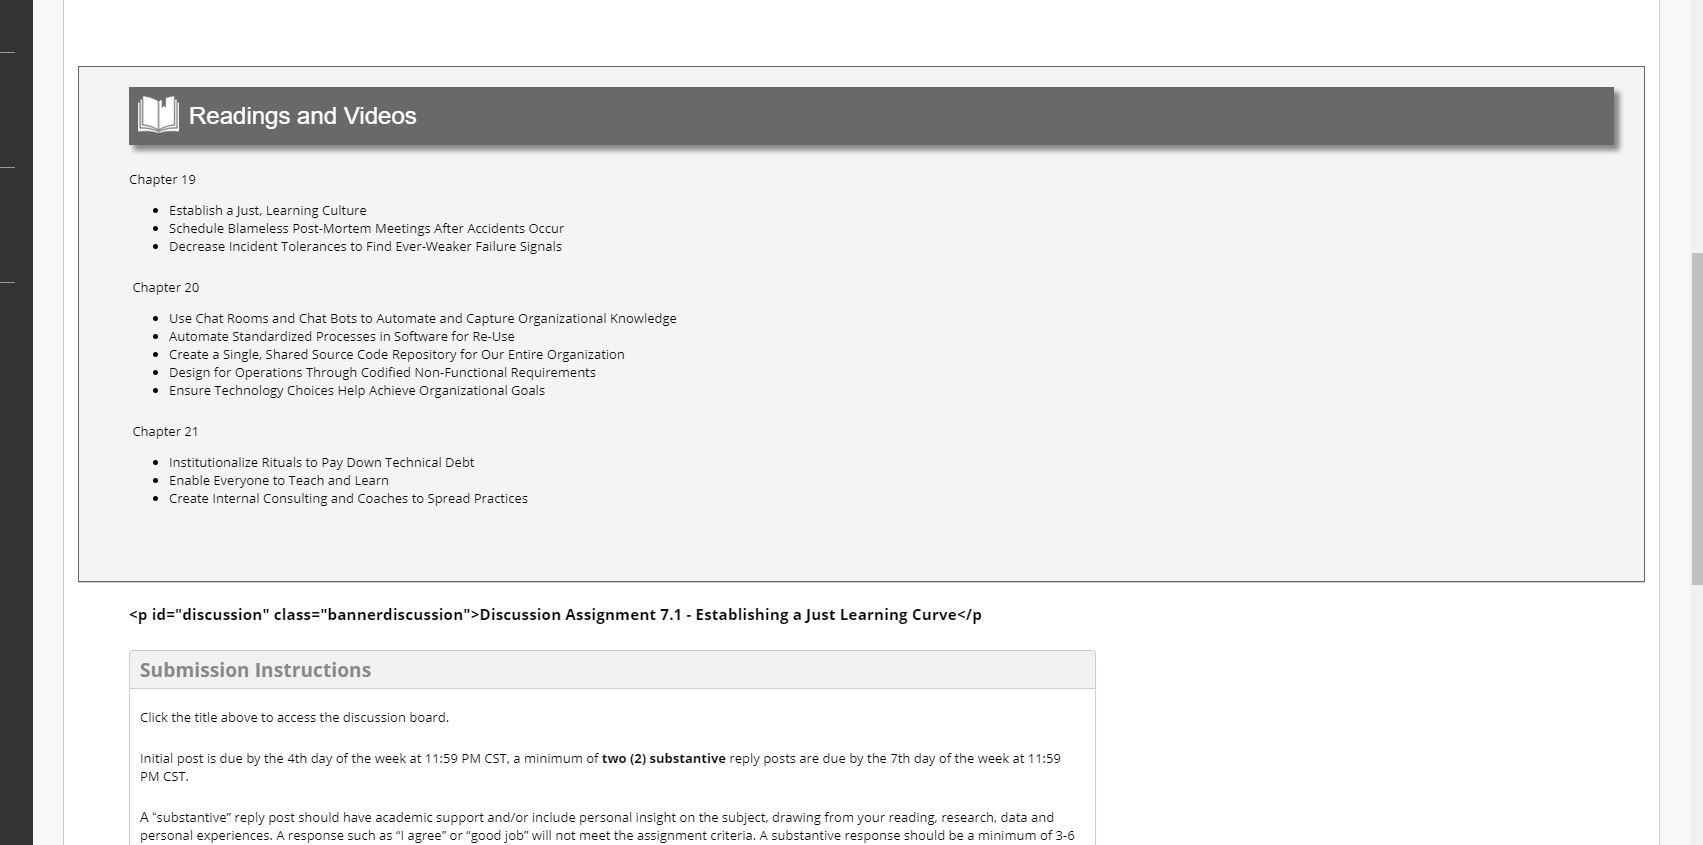 Readings and Videos
Chapter 19
Establish a Just, Learning Culture
Schedule Blameless Post-Mortem Meetings After Accidents Occur
Decrease Incident Tolerances to Find Ever-Weaker Failure Signals
Chapter 20
Use Chat Rooms and Chat Bots to Automate and Capture Organizational Knowledge
Automate Standardized Processes in Software for Re-Use
Create a Single, Shared Source Code Repository for Our Entire Organization
Design for Operations Through Codified Non-Functional Requirements
Ensure Technology Choices Help Achieve Organizational Goals
Chapter 21
Institutionalize Rituals to Pay Down Technical Debt
Enable Everyone to Teach and Learn
Create Internal Consulting and Coaches to Spread Practices
<p id="discussion" class="bannerdiscussion">Discussion Assignment 7.1 - Establishing a Just Learning Curve</p
Submission Instructions
Click the title above to access the discussion board.
Initial post is due by the 4th day of the week at 11:59 PM CST, a minimum of two (2) substantive reply posts are due by the 7th day of the week at 11:59
PM CST.
A “substantive” reply post should have academic support and/or include personal insight on the subject, drawing from your reading, research, data and
personal experiences. A response such as “I agree” or “good job” will not meet the assignment criteria. A substantive response should be a minimum of 3-6